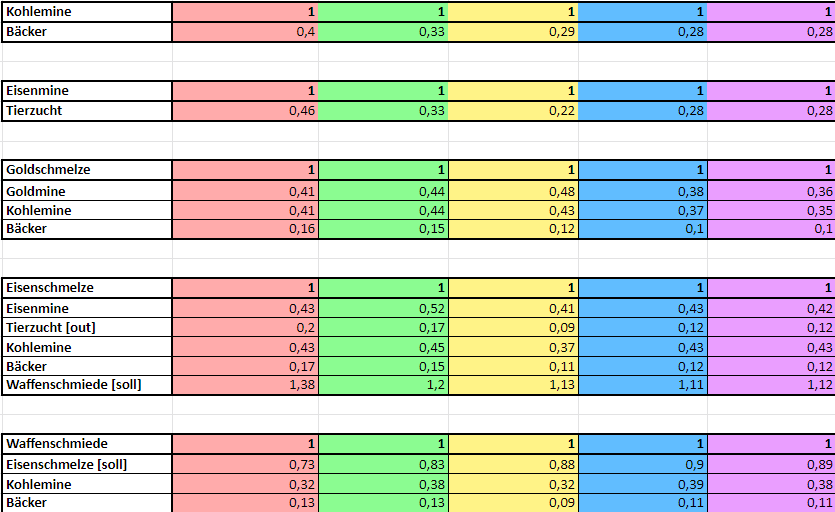 Kohlemine 1 1 1 1 1
Bäcker 0,4 0,33 0,29 0,28 0,28
Eisenmine 1 1 1 1 1
Tierzucht 0,46 0,33 0,22 0,28 0,28
Goldschmelze 1 1 1 1 1
Goldmine 0,41 0,44 0,48 0,38 0,36
Kohlemine 0,41 0,44 0,43 0,37 0,35
Bäcker 0,16 0,15 0,12 0,1 0,1
Eisenschmelze 1 1 1 1 1
Eisenmine 0,43 0,52 0,41 0,43 0,42
Tierzucht [out] 0,2 0,17 0,09 0,12 0,12
Kohlemine 0,43 0,45 0,37 0,43 0,43
Bäcker 0,17 0,15 0,11 0,12 0,12
Waffenschmiede [soll] 1,38 1,2 1,13 1,11 1,12
Waffenschmiede 1 1 1 1 1
Eisenschmelze [soll] 0,73 0,83 0,88 0,9 0,89
Kohlemine 0,32 0,38 0,32 0,39 0,38
Bäcker 0,13 0,13 0,09 0,11 0,11